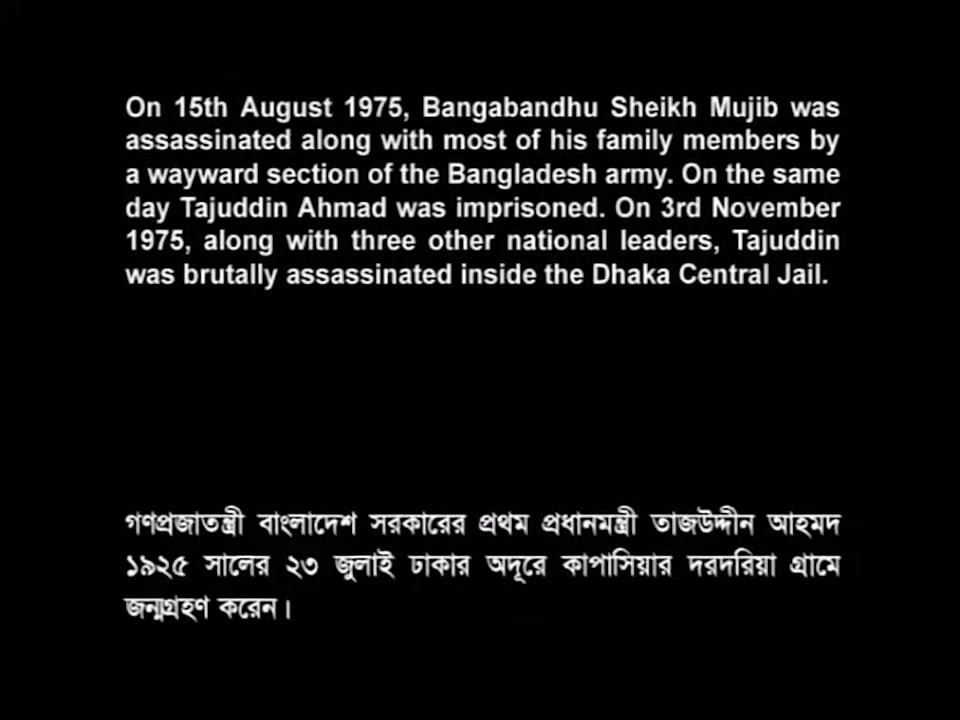 On 15th August 1975, Bangabandhu Sheikh Mujib was
assassinated along with most of his family members by
a wayward section of the Bangladesh army. On the same
day Tajuddin Ahmad was imprisoned. On 3rd November
1975, along with three other national leaders, Tajuddin
was brutally assassinated inside the Dhaka Central Jail.
গণপ্রজাতন্ত্রী বাংলাদেশ সরকারের প্রথম প্রধানমন্ত্রী তাজউদ্দীন আহমদ
১৯২৫ সালের ২৩ জুলাই ঢাকার অদূরে কাপাসিয়ার দরদরিয়া গ্রামে
জন্মগ্রহণ করেন।